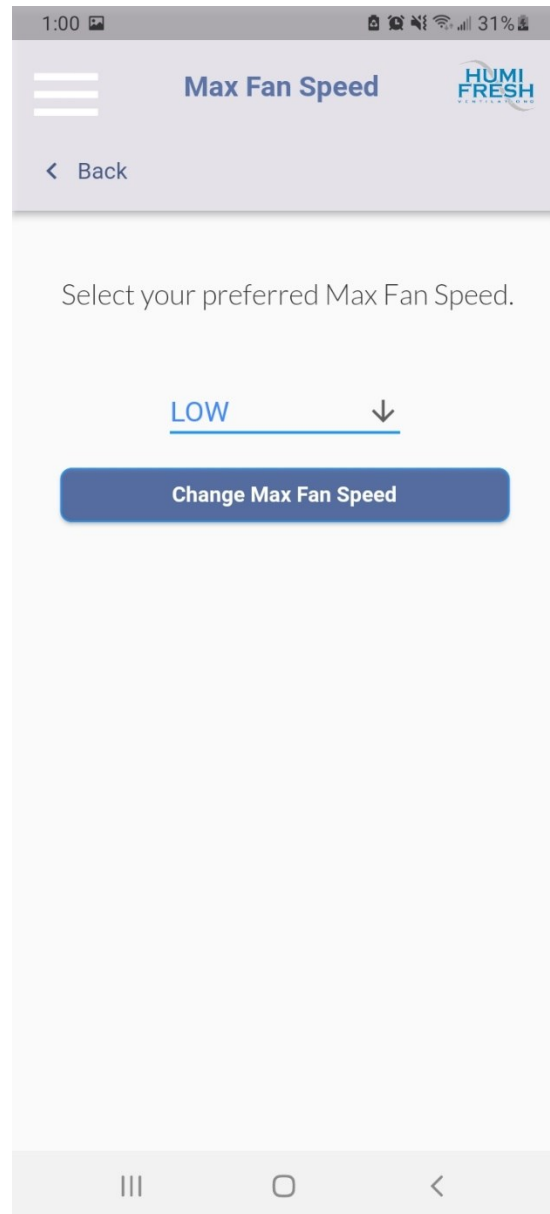 1:00
31%
Max Fan Speed
HUMI
FRESH
VENTILATIONS
Back
Select your preferred Max Fan Speed.
LOW
Change Max Fan Speed